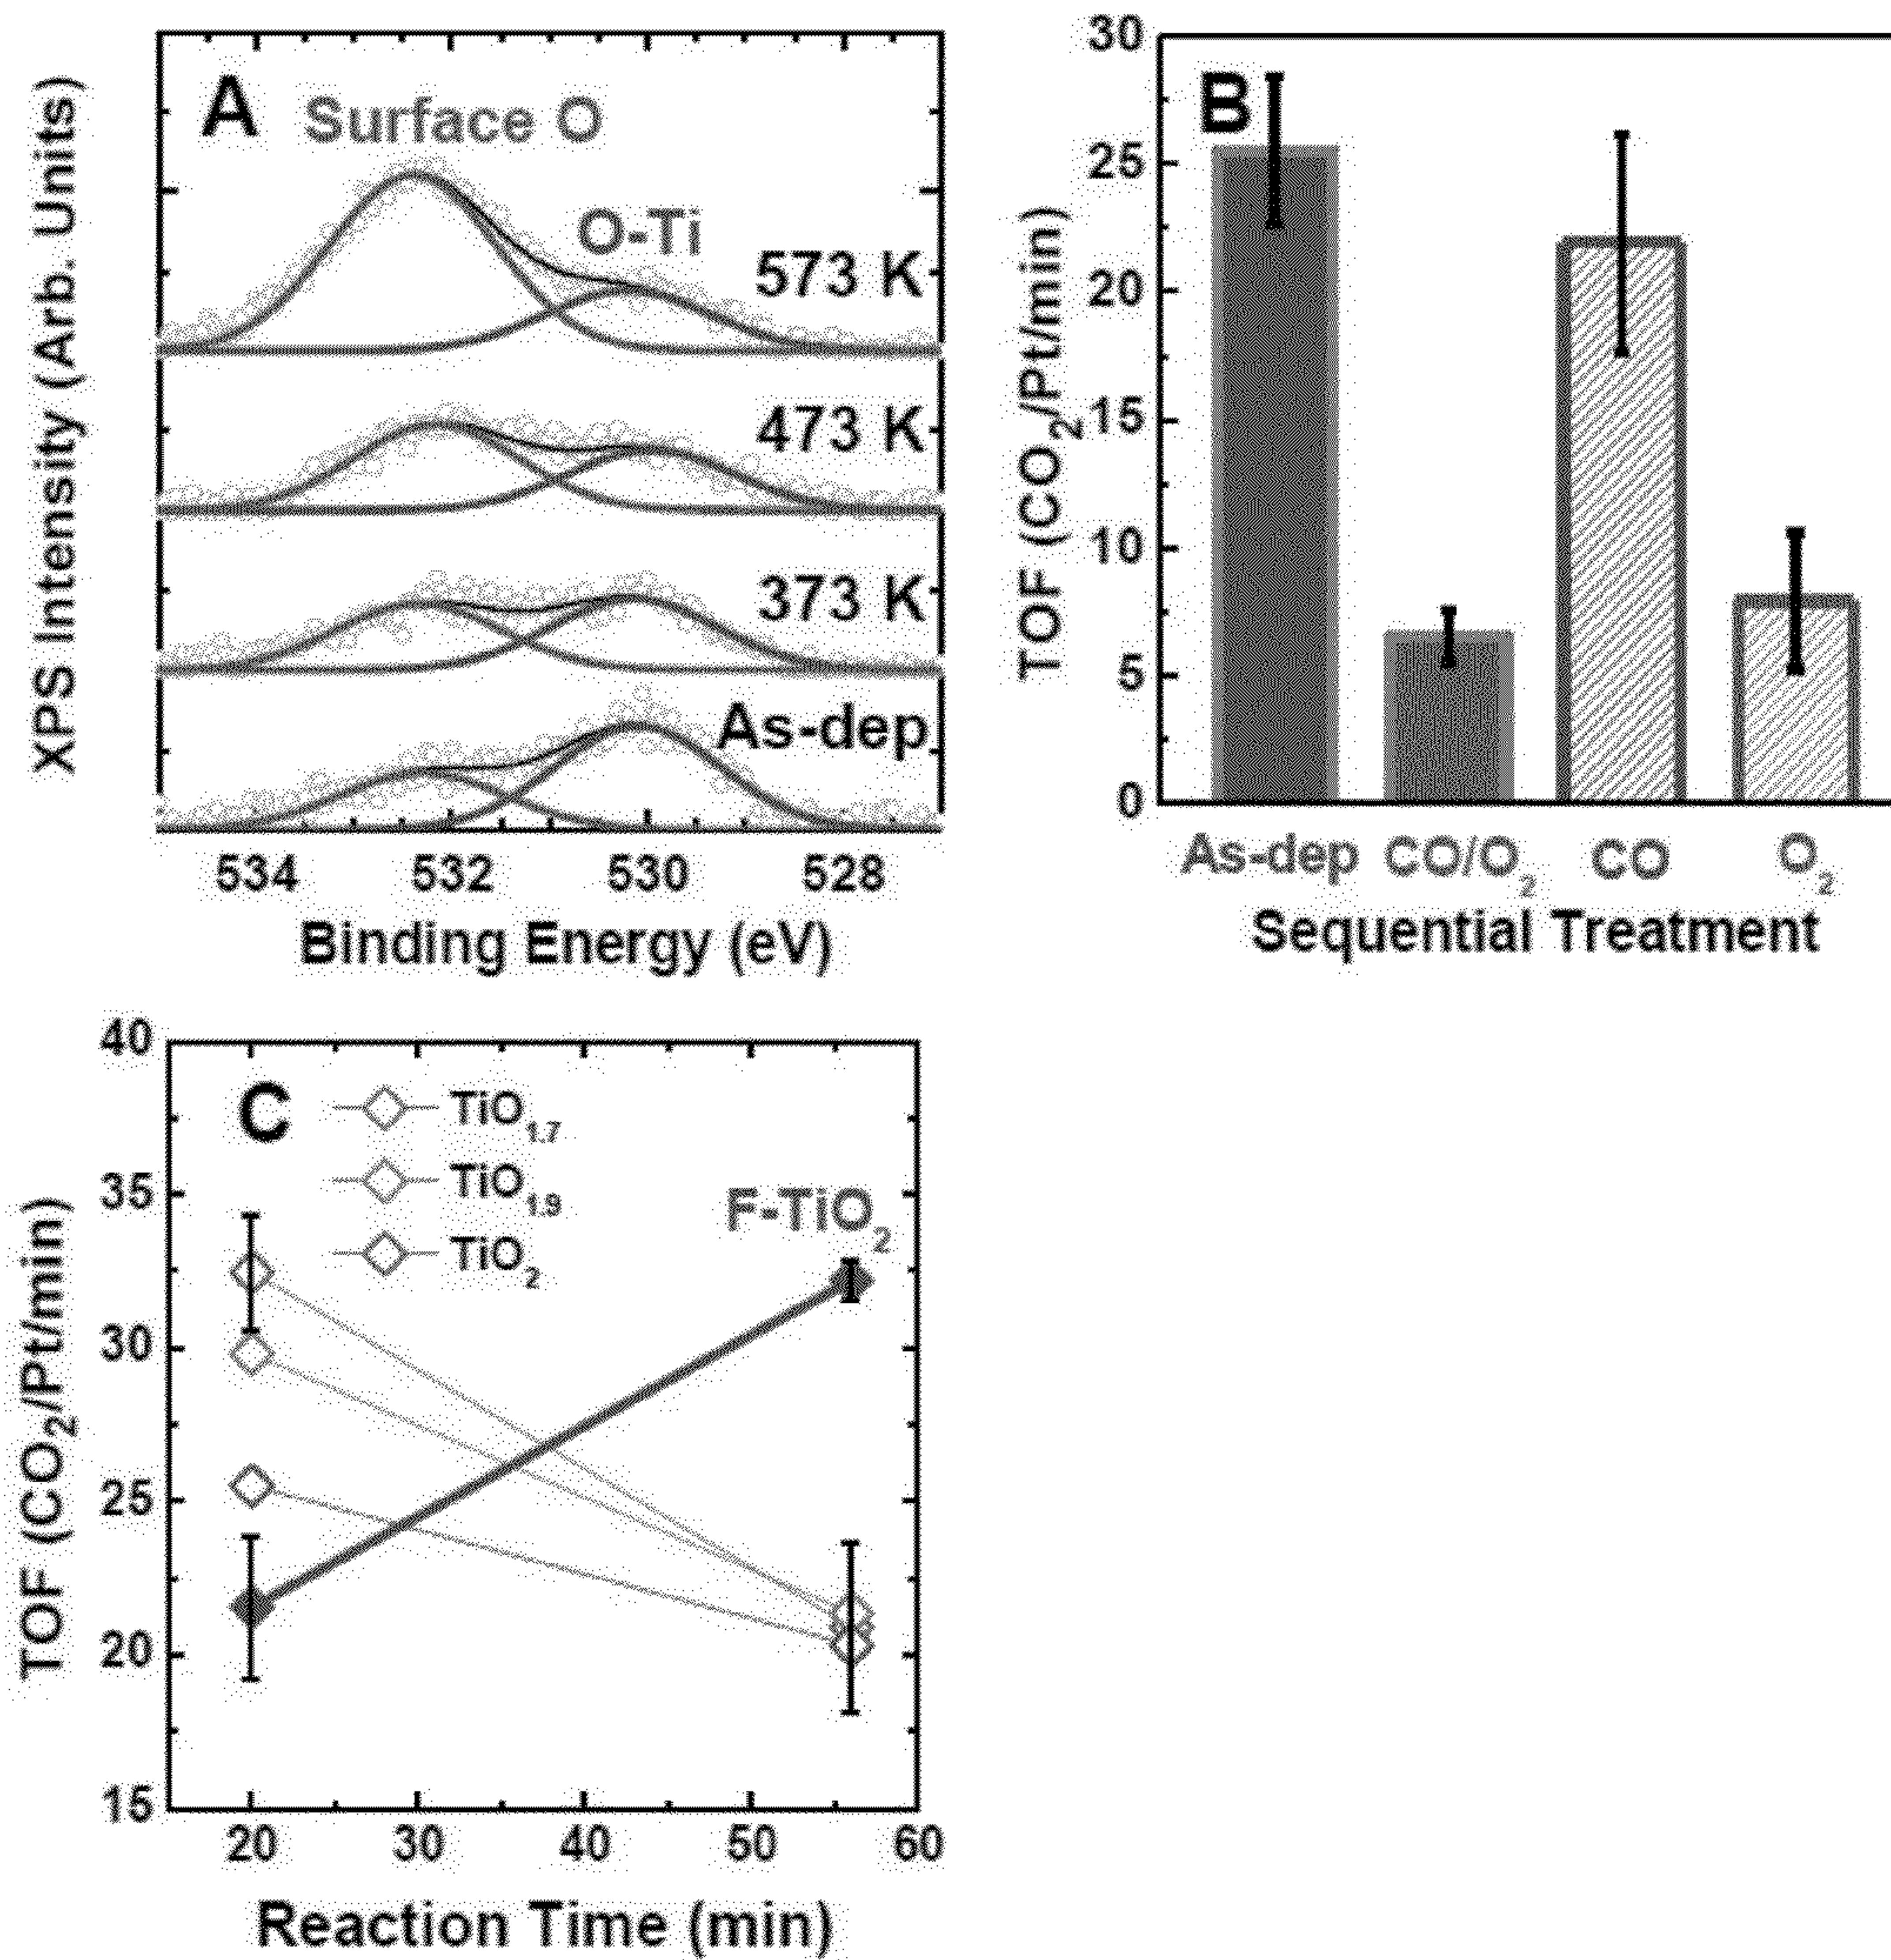 A
Surface O
O-Ti
573 K
473 K
373 K
As-dep
XPS Intensity (Arb. Units)
534 532 530 528
Binding Energy (eV)
B
30
25
20
15
10
5
0
TOF (CO₂/Pt/min)
As-dep CO/O₂ CO O₂
Sequential Treatment
C
TiO₁.₇
TiO₁.₉
TiO₂
F-TiO₂
40
35
30
25
20
15
TOF (CO₂/Pt/min)
20 30 40 50 60
Reaction Time (min)